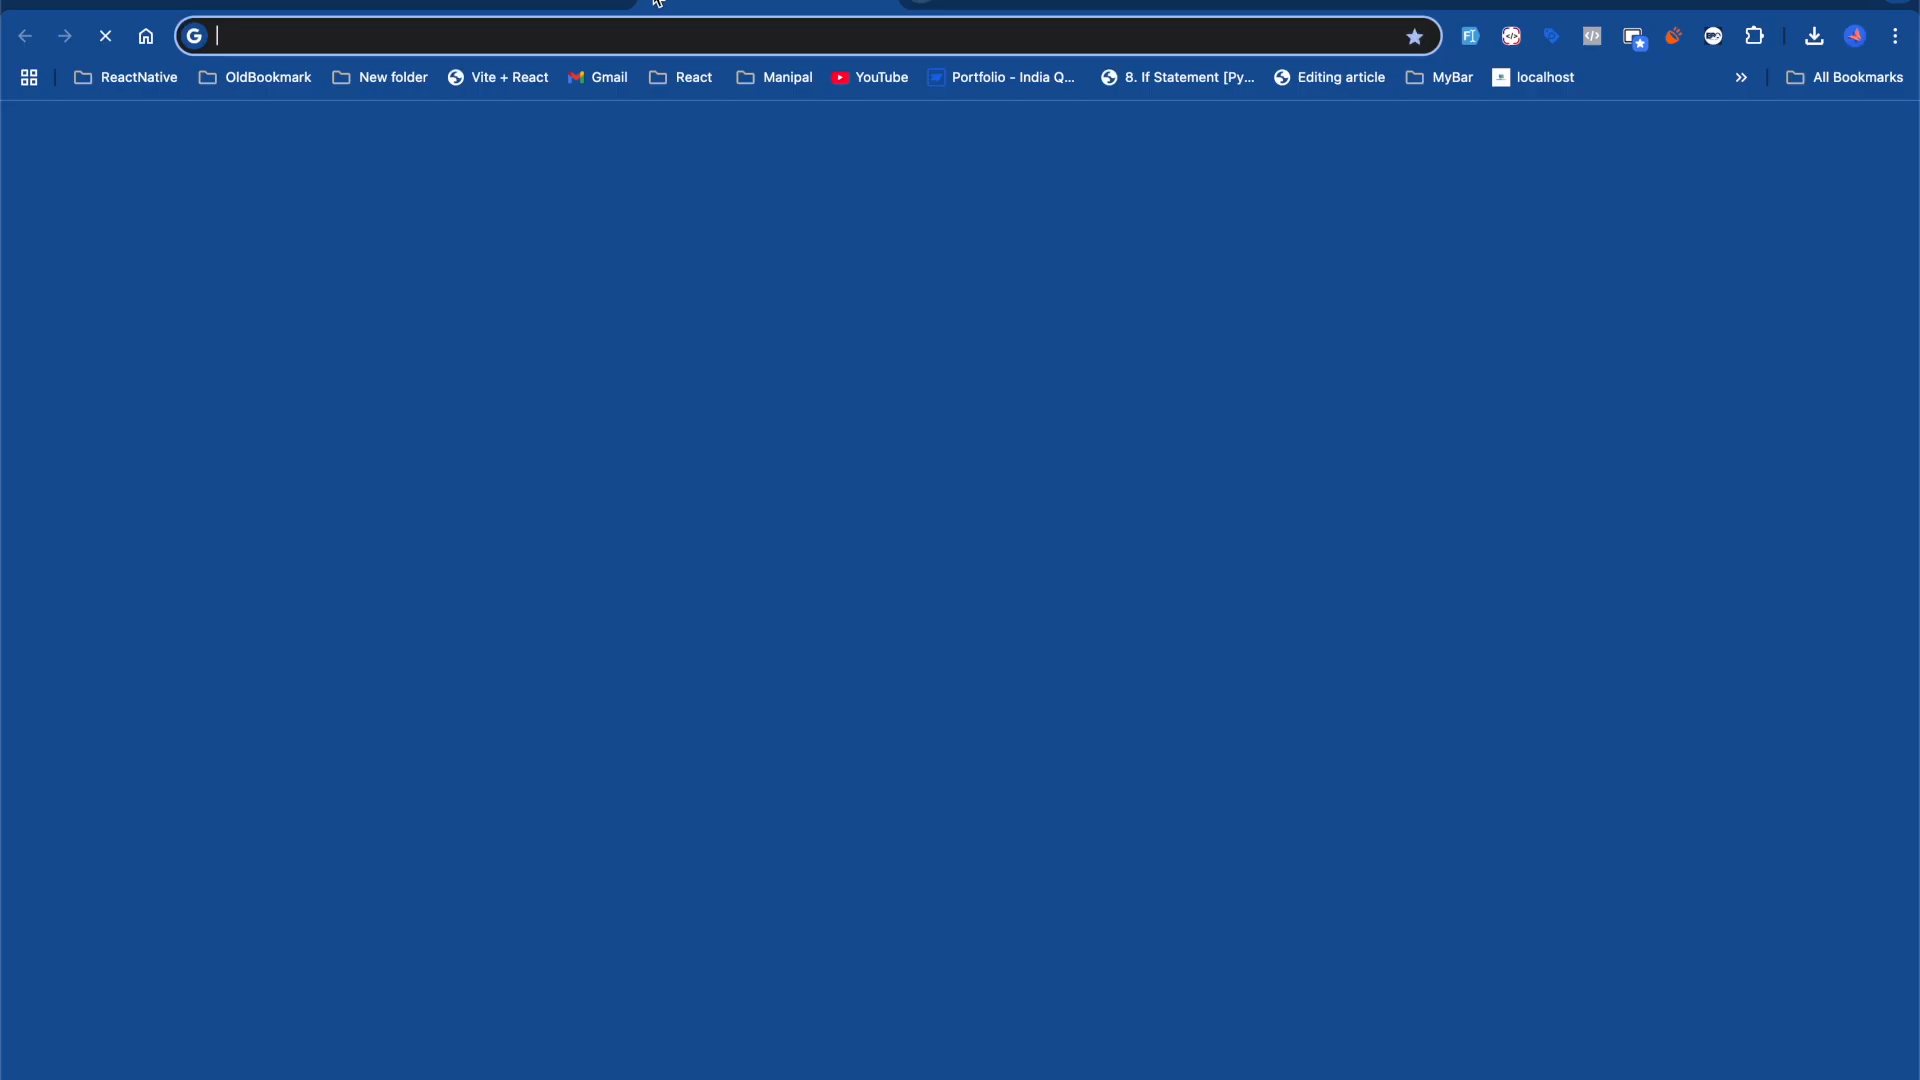 ReactNative OldBookmark New folder Vite + React Gmail React Manipal YouTube Portfolio - India Q... 8. If Statement [Py... Editing article MyBar localhost All Bookmarks